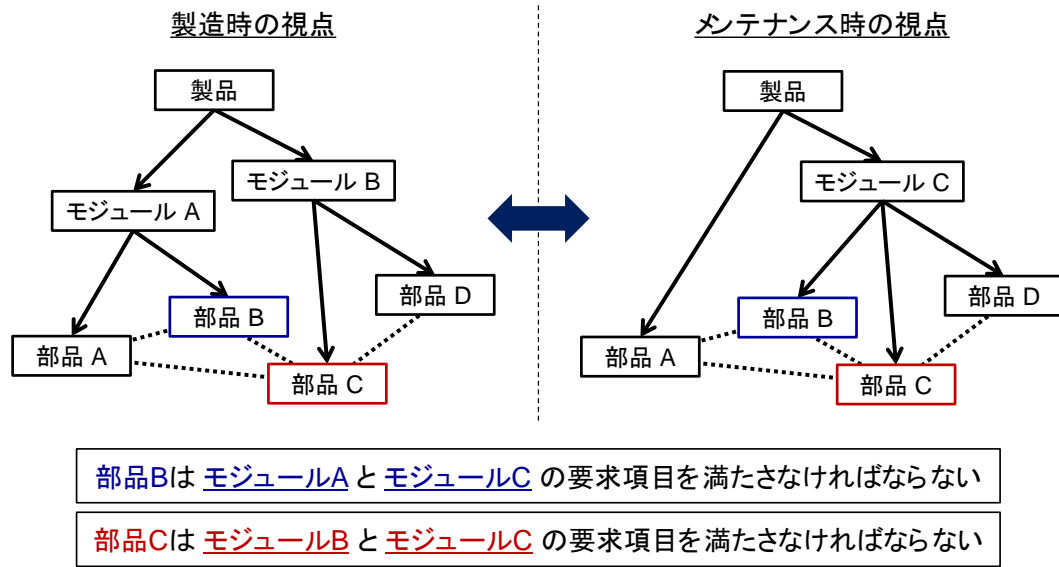 製造時の視点
メンテナンス時の視点
製品
モジュール A
モジュール B
部品 A
部品 B
部品 C
部品 D
製品
モジュール C
部品 A
部品 B
部品 C
部品 D
部品Bは モジュールA と モジュールC の要求項目を満たさなければならない
部品Cは モジュールB と モジュールC の要求項目を満たさなければならない